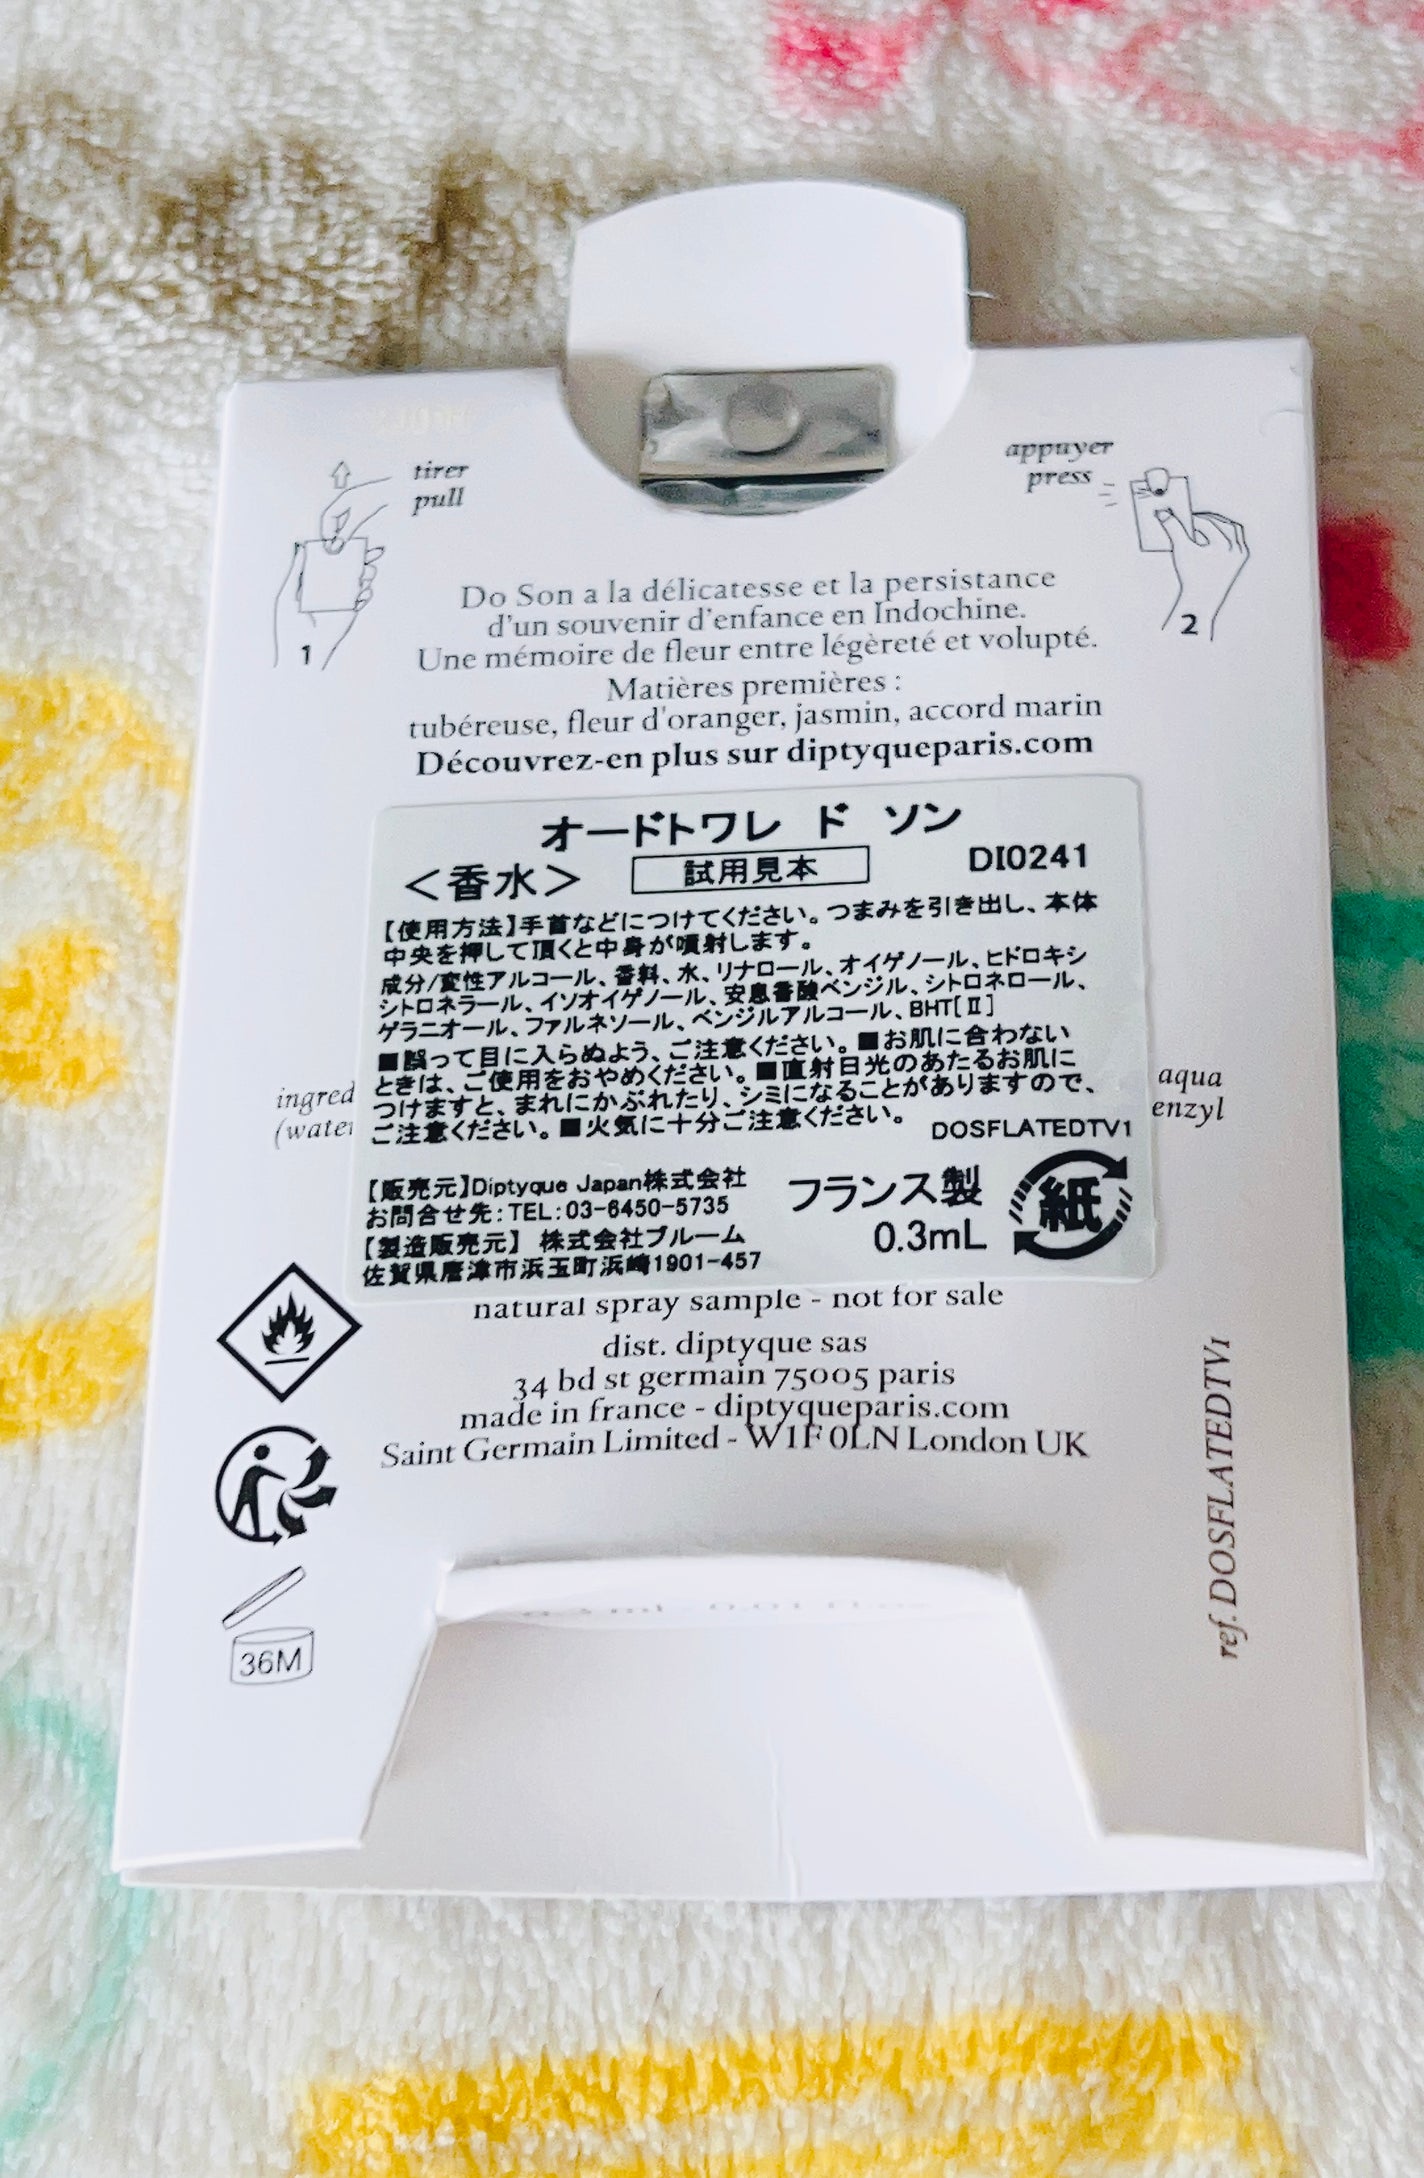 tirer
pull
1
appuyer
press
2
Do Son a la délicatesse et la persistance
d'un souvenir d'enfance en Indochine.
Une mémoire de fleur entre légèreté et volupté.
Matières premières :
tubéreuse, fleur d'oranger, jasmin, accord marin
Découvrez-en plus sur diptyqueparis.com
オードトワレ ド ソン
<香水> 試用見本 DI0241
【使用方法】手首などにつけてください。つまみを引き出し、本体
中央を押して頂くと中身が噴射します。
成分/変性アルコール、香料、水、リナロール、オイゲノール、ヒドロキシ
シトロネラール、イソオイゲノール、安息香酸ベンジル、シトロネロール、
ゲラニオール、ファルネソール、ベンジルアルコール、BHT[Ⅱ]
■誤って目に入らぬよう、ご注意ください。■お肌に合わない
ときは、ご使用をおやめください。■直射日光のあたるお肌に
つけますと、まれにかぶれたり、シミになることがありますので、
ご注意ください。■火気に十分ご注意ください。 DOSFLATEDTV1
【販売元】Diptyque Japan株式会社
お問合せ先:TEL:03-6450-5735
【製造販売元】 株式会社ブルーム
佐賀県唐津市浜玉町浜崎1901-457
フランス製
0.3mL
紙
ingred
(water
aqua
enzyl
natural spray sample - not for sale
dist. diptyque sas
34 bd st germain 75005 paris
made in france - diptyqueparis.com
Saint Germain Limited - W1F 0LN London UK
36M
ref. DOSFLATEDTV1